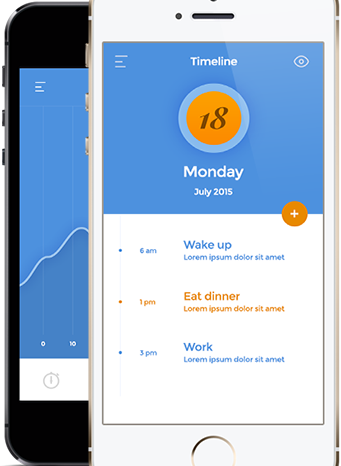 Timeline
18
Monday
July 2015
+
6 am
Wake up
Lorem ipsum dolor sit amet
1 pm
Eat dinner
Lorem ipsum dolor sit amet
3 pm
Work
Lorem ipsum dolor sit amet
0 10